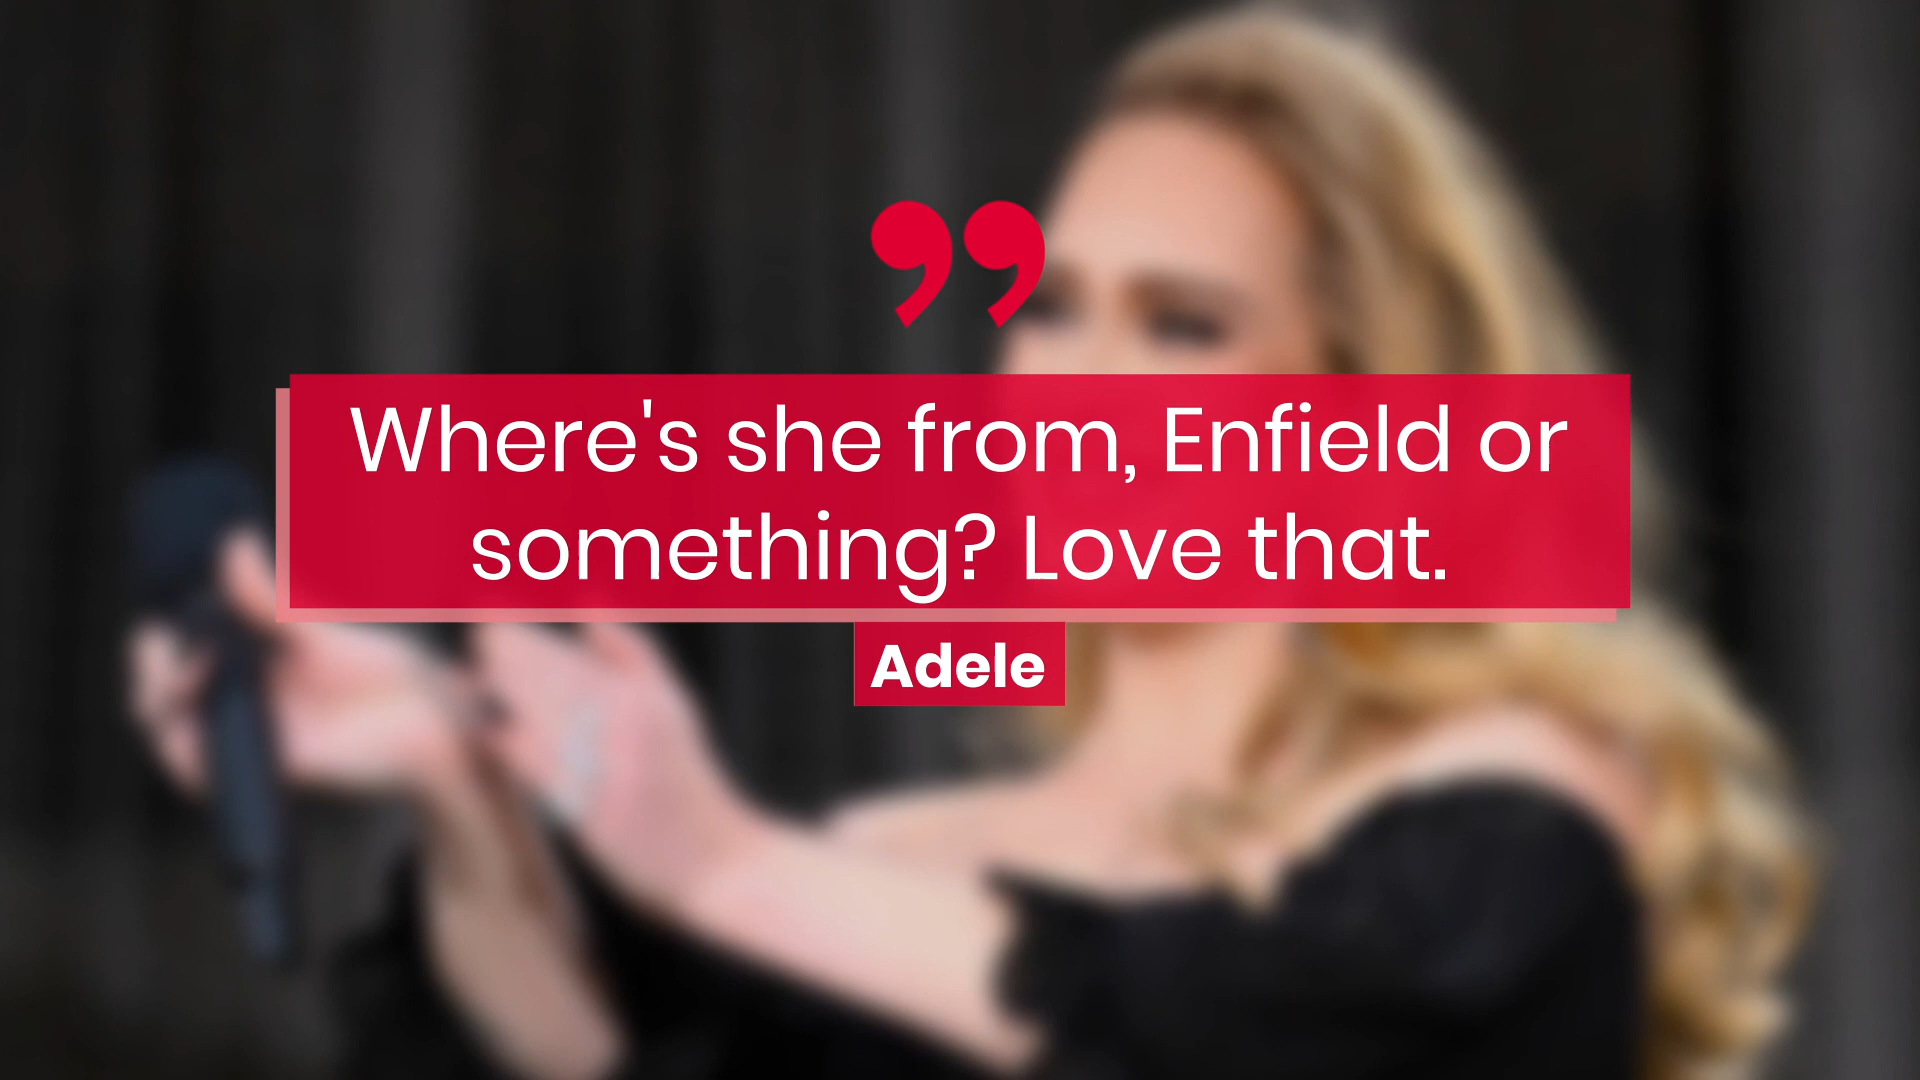 ”
Where's she from, Enfield or
something? Love that.
Adele